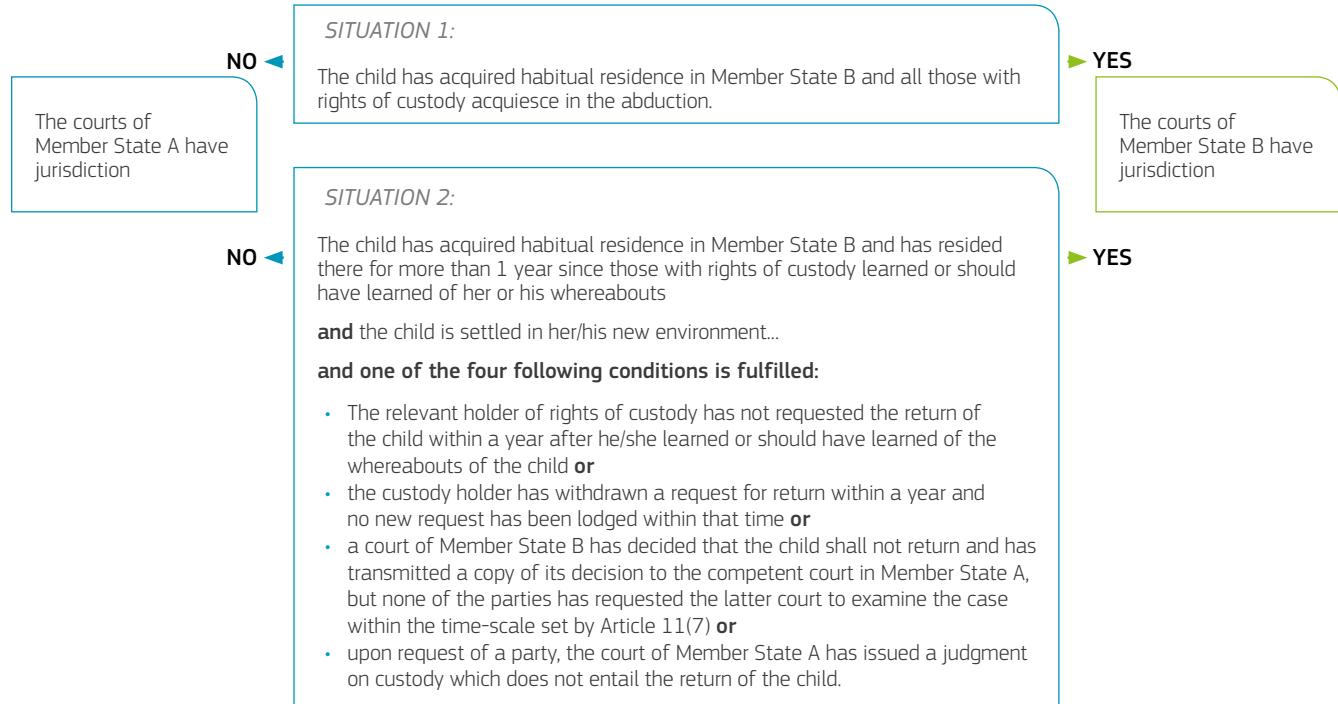 SITUATION 1:
NO
YES
The child has acquired habitual residence in Member State B and all those with
rights of custody acquiesce in the abduction.
The courts of
Member State A have
jurisdiction
The courts of
Member State B have
jurisdiction
SITUATION 2:
NO
YES
The child has acquired habitual residence in Member State B and has resided
there for more than 1 year since those with rights of custody learned or should
have learned of her or his whereabouts
and the child is settled in her/his new environment...
and one of the four following conditions is fulfilled:
• The relevant holder of rights of custody has not requested the return of
the child within a year after he/she learned or should have learned of the
whereabouts of the child or
• the custody holder has withdrawn a request for return within a year and
no new request has been lodged within that time or
• a court of Member State B has decided that the child shall not return and has
transmitted a copy of its decision to the competent court in Member State A,
but none of the parties has requested the latter court to examine the case
within the time-scale set by Article 11(7) or
• upon request of a party, the court of Member State A has issued a judgment
on custody which does not entail the return of the child.